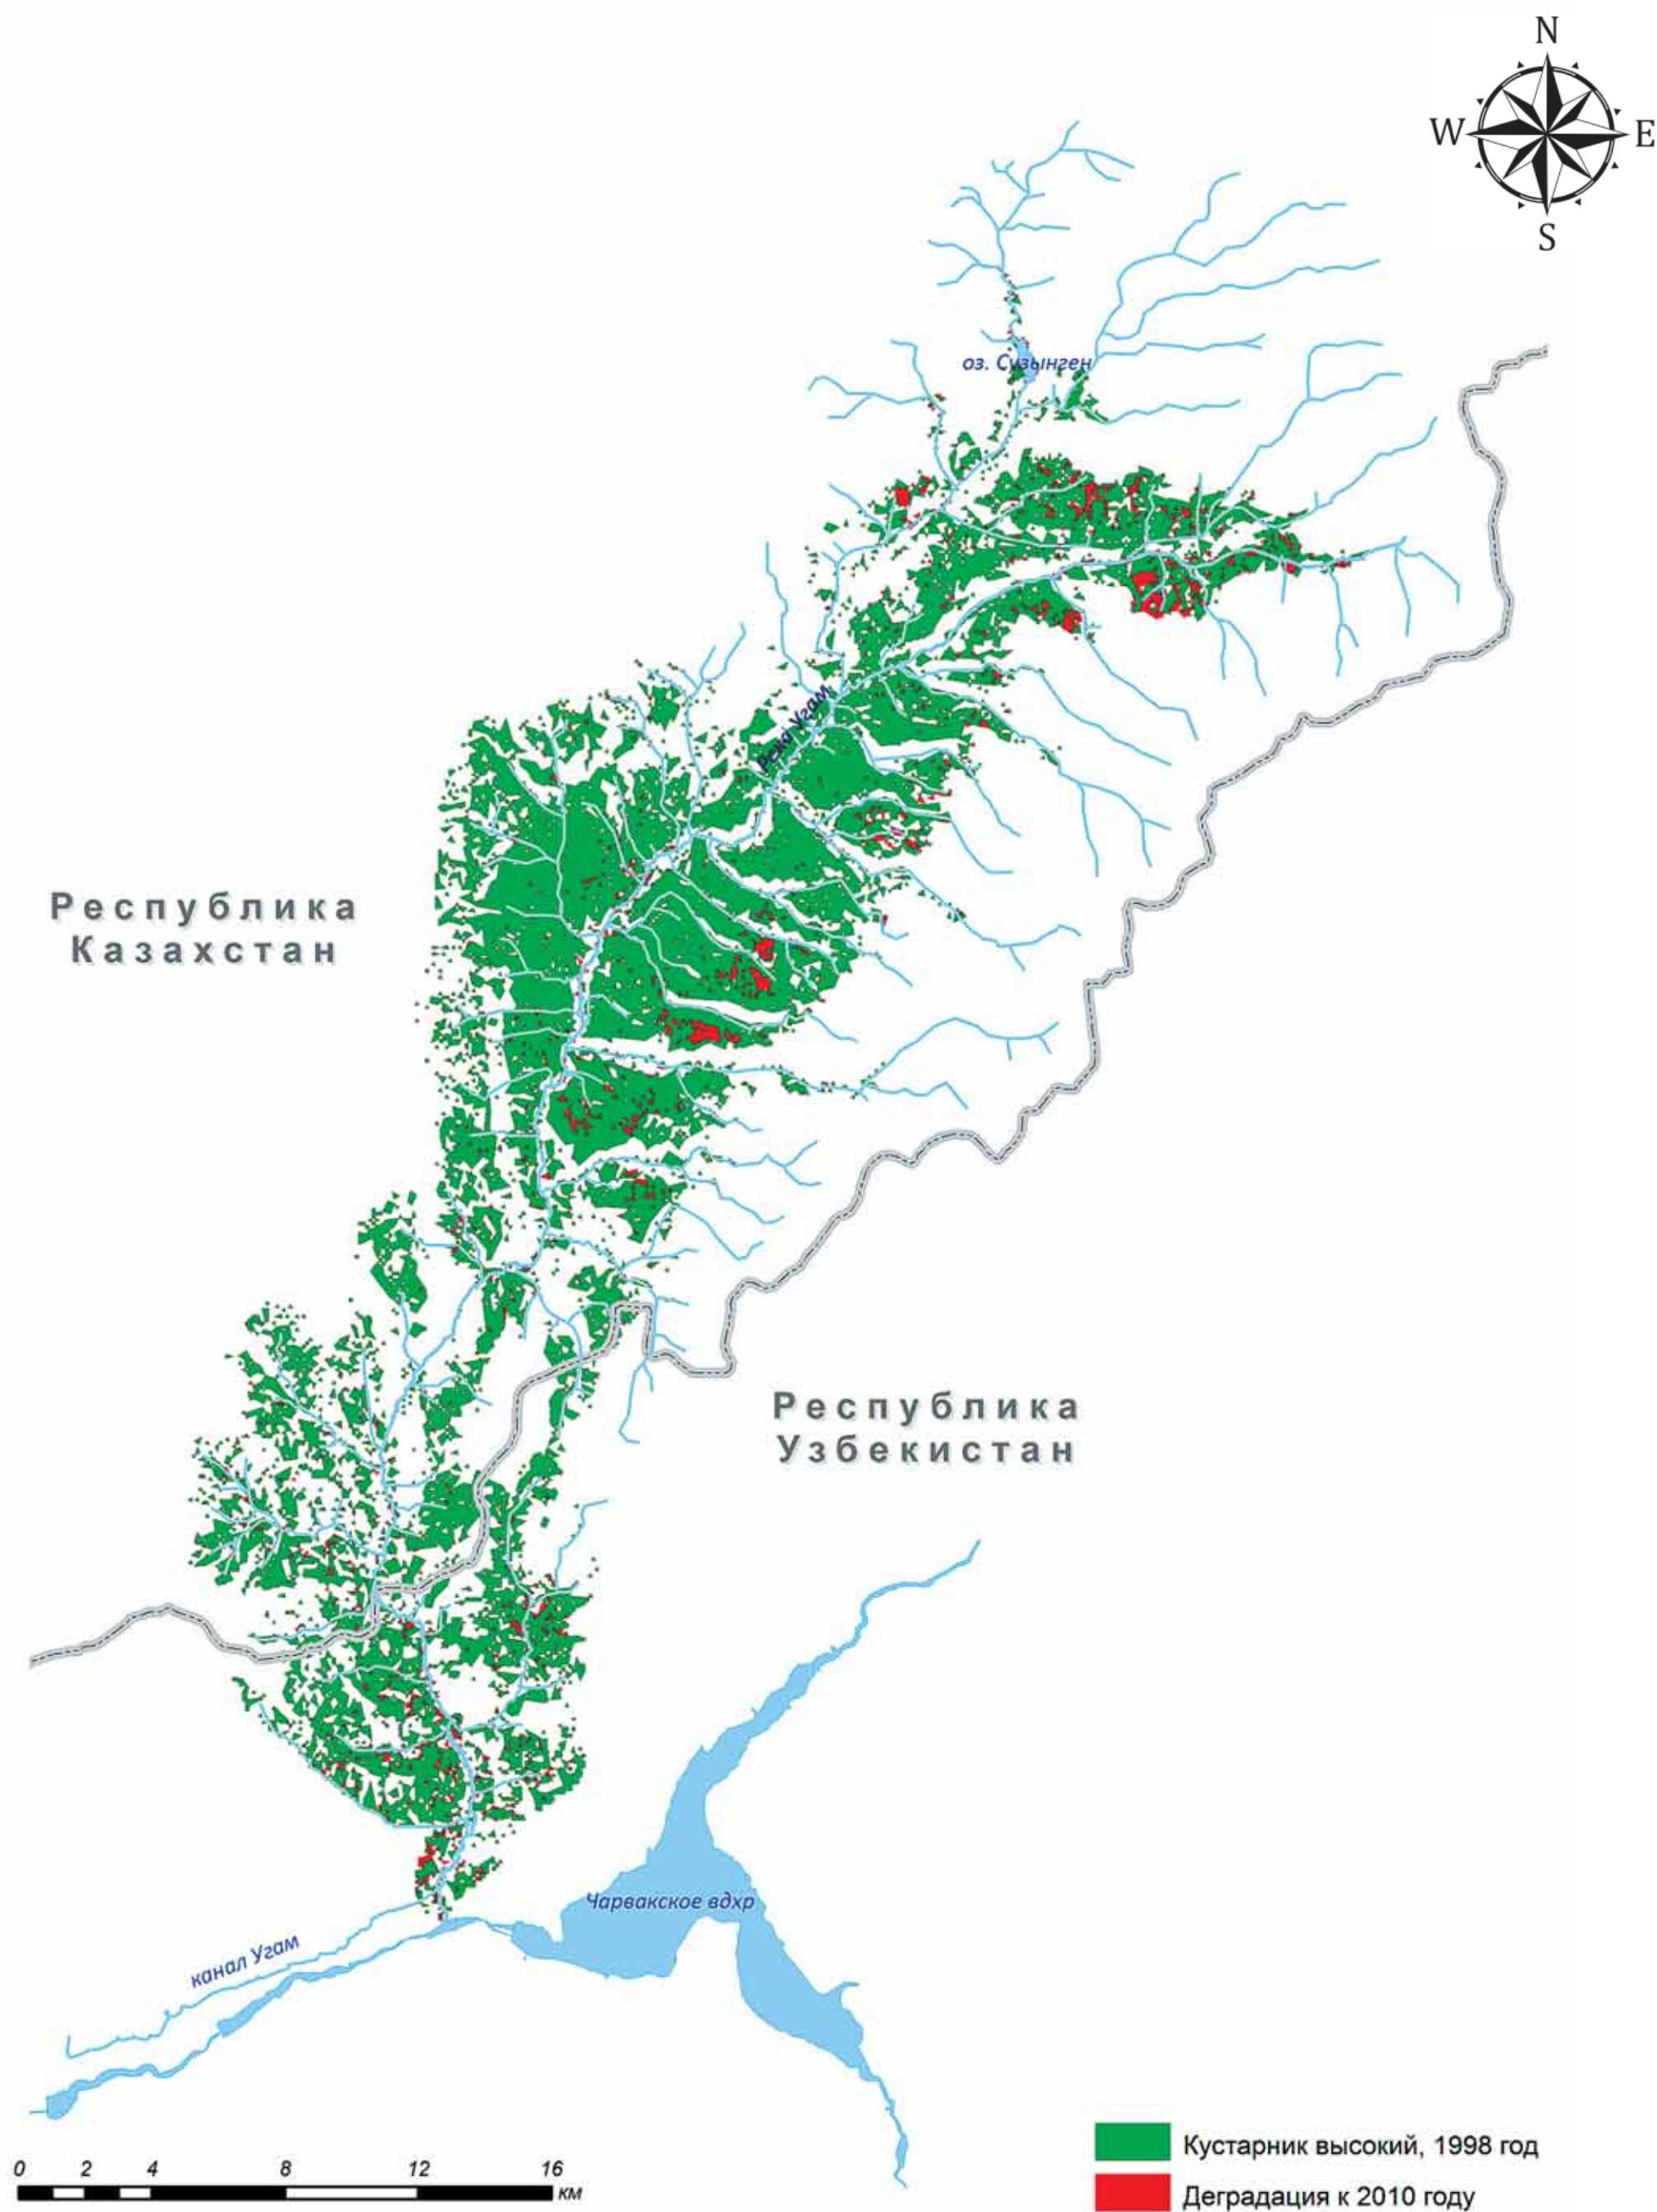 N
W
E
S
оз. Сузынген
Река Угам
Республика
Казахстан
Республика
Узбекистан
Чарвакское вдхр
канал Угам
0 2 4 8 12 16
км
Кустарник высокий, 1998 год
Деградация к 2010 году